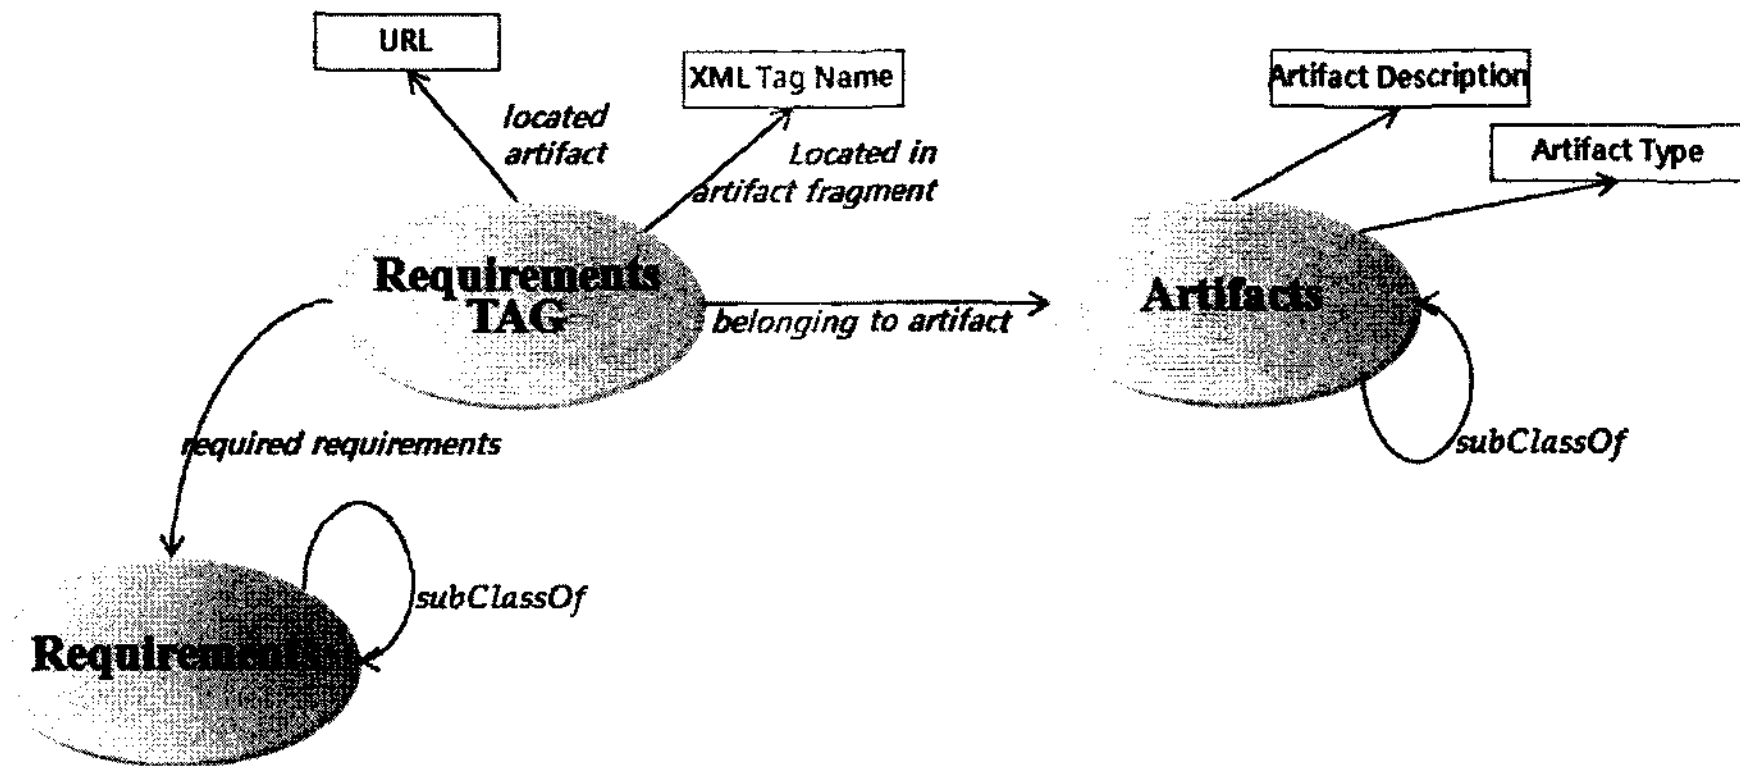 URL
XML Tag Name
Artifact Description
located
artifact
Located in
artifact fragment
Artifact Type
Requirements
TAG
belonging to artifact
Artifacts
required requirements
subClassOf
subClassOf
Requirements